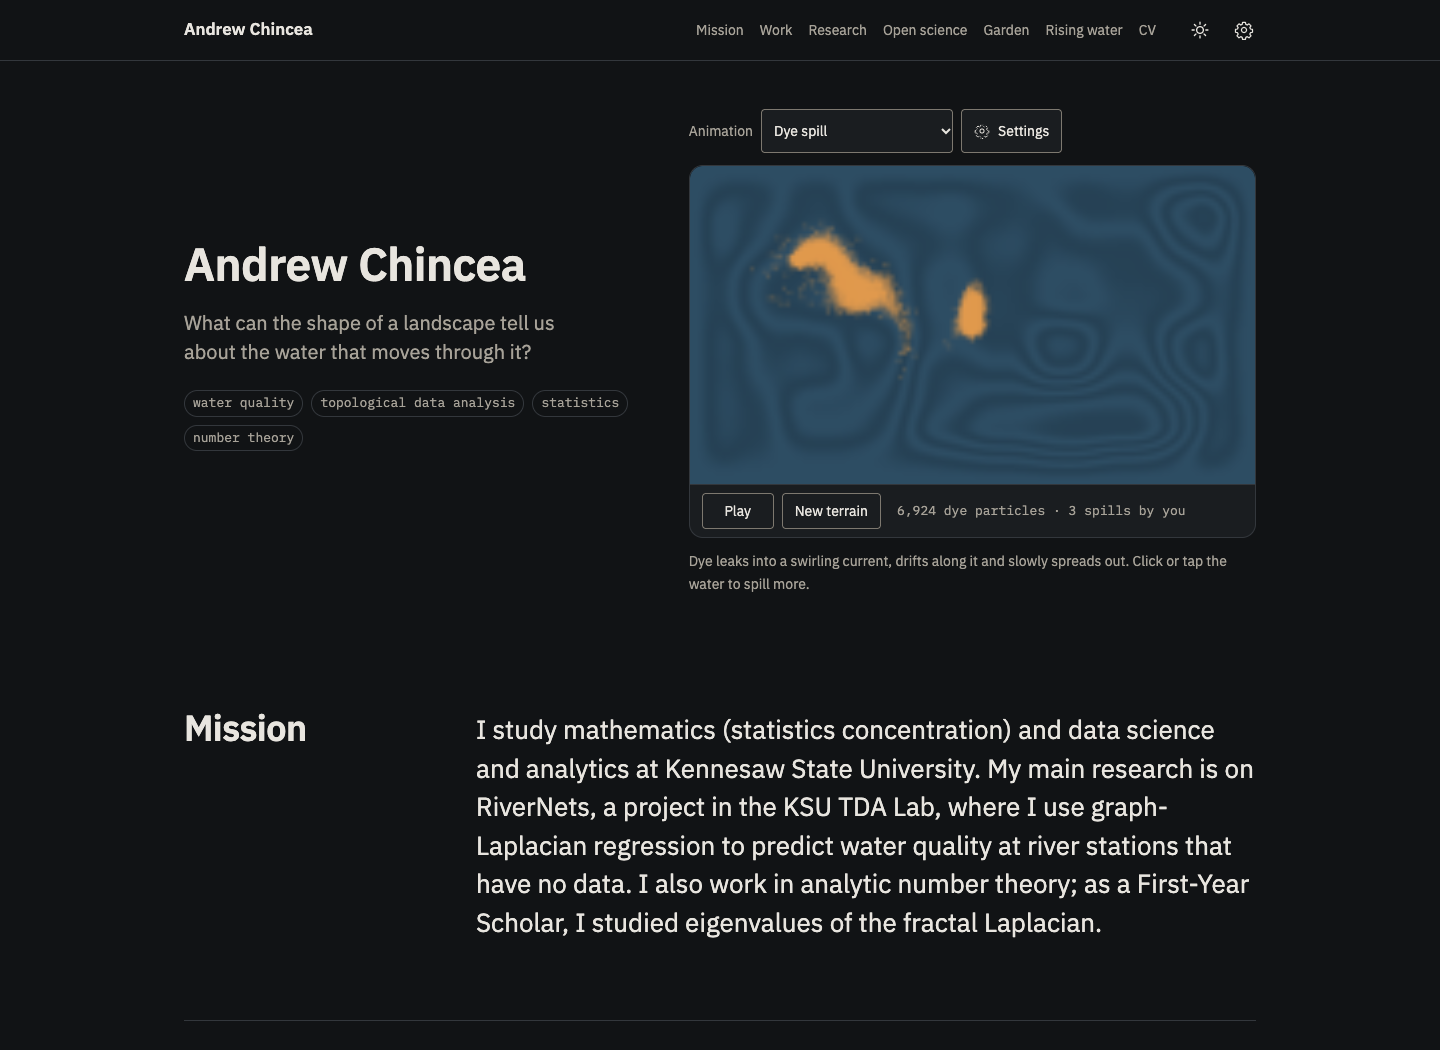 Andrew Chincea
Mission Work Research Open science Garden Rising water CV
Animation Dye spill Settings
Andrew Chincea
What can the shape of a landscape tell us
about the water that moves through it?
water quality topological data analysis statistics
number theory
Play New terrain 6,924 dye particles · 3 spills by you
Dye leaks into a swirling current, drifts along it and slowly spreads out. Click or tap the
water to spill more.
Mission
I study mathematics (statistics concentration) and data science
and analytics at Kennesaw State University. My main research is on
RiverNets, a project in the KSU TDA Lab, where I use graph-
Laplacian regression to predict water quality at river stations that
have no data. I also work in analytic number theory; as a First-Year
Scholar, I studied eigenvalues of the fractal Laplacian.